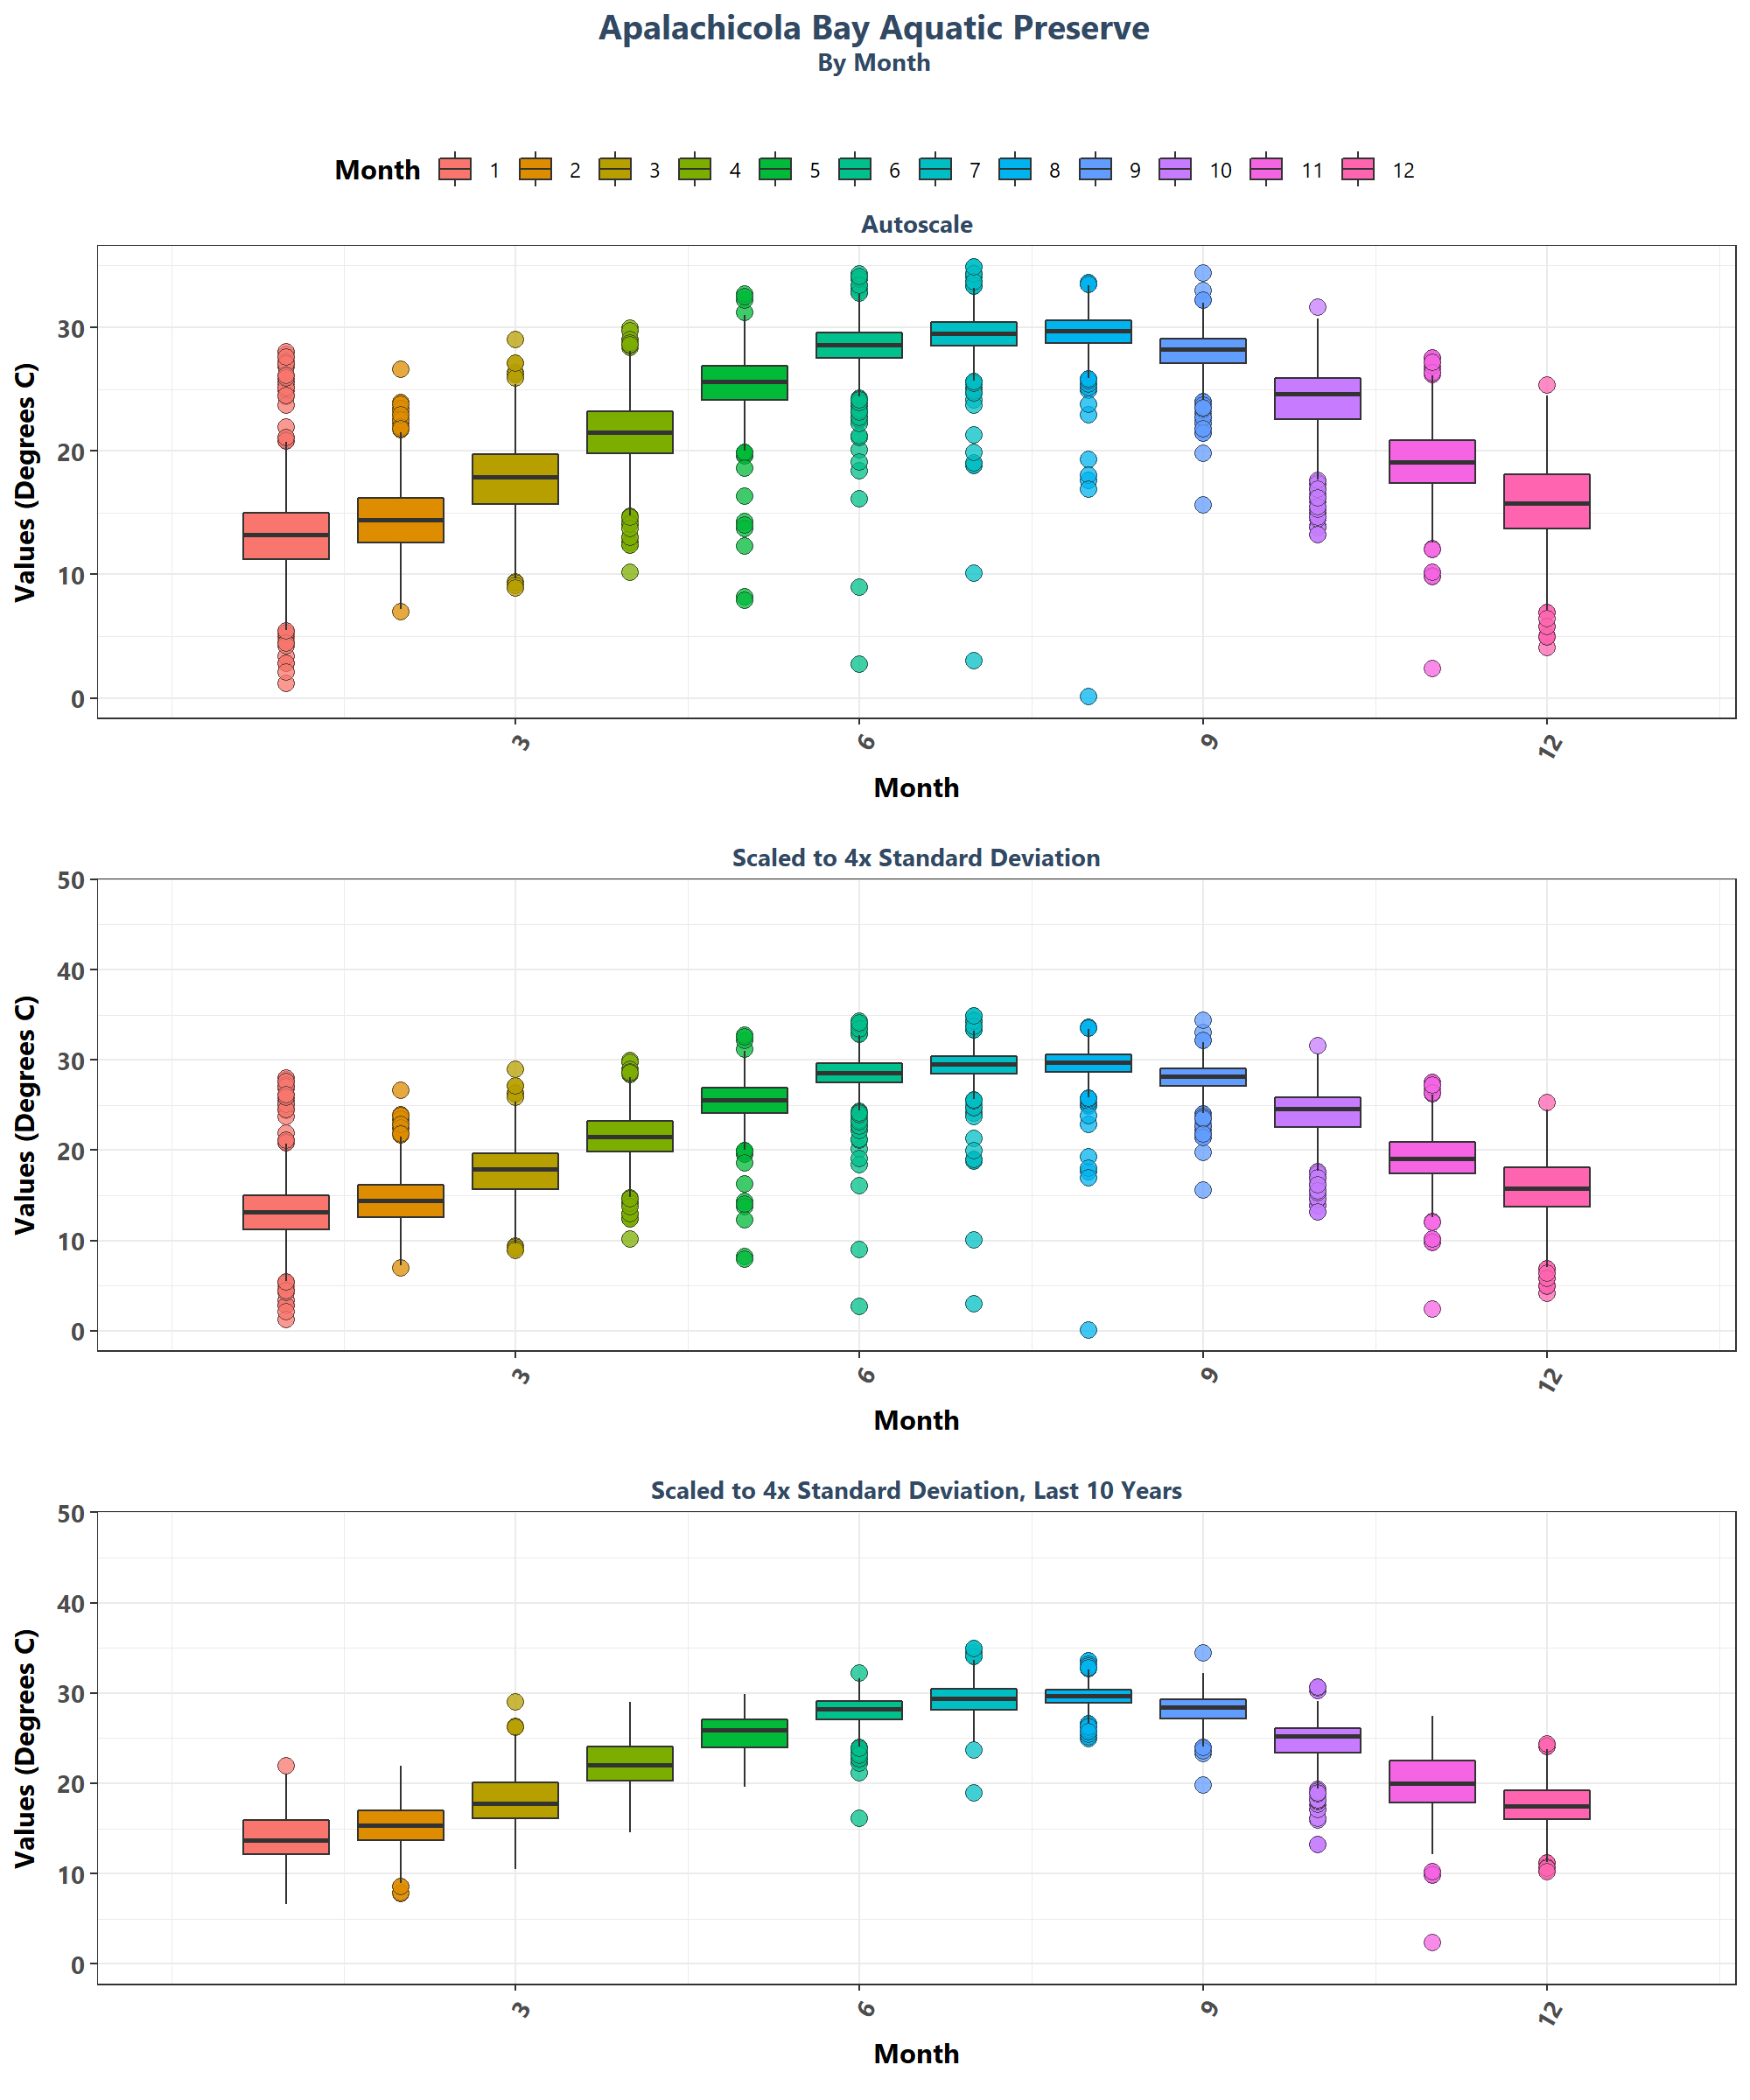 Apalachicola Bay Aquatic Preserve
By Month
Month 1 2 3 4 5 6 7 8 9 10 11 12
Autoscale
Values (Degrees C)
30
20
10
0
3 6 9 12
Month
Scaled to 4x Standard Deviation
Values (Degrees C)
50
40
30
20
10
0
3 6 9 12
Month
Scaled to 4x Standard Deviation, Last 10 Years
Values (Degrees C)
50
40
30
20
10
0
3 6 9 12
Month